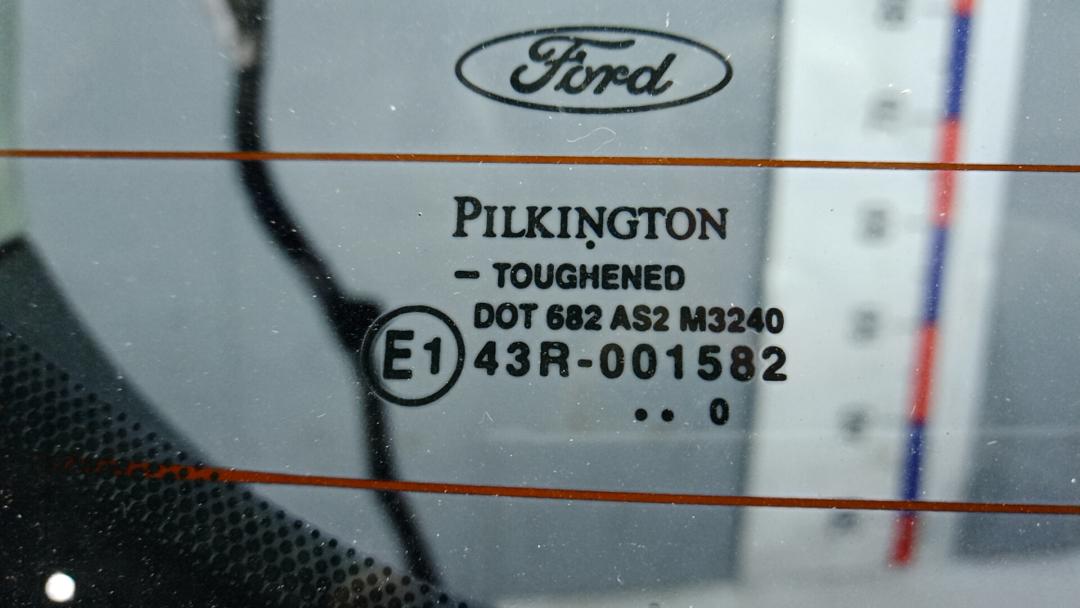 Ford
PILKINGTON
- TOUGHENED
DOT 682 AS2 M3240
E1 43R-001582
•• 0